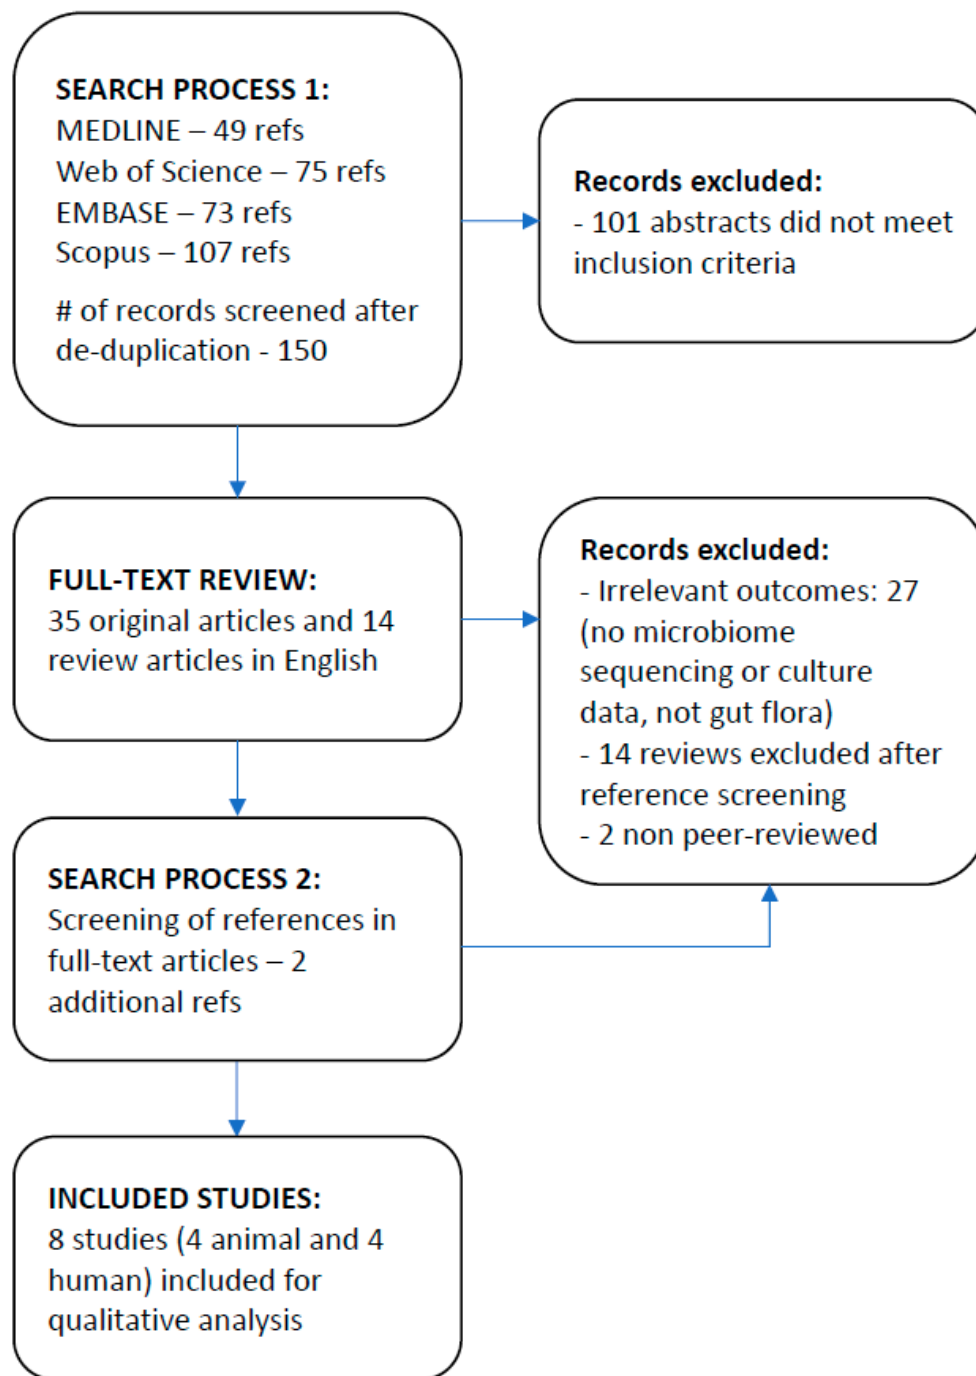 SEARCH PROCESS 1:
MEDLINE – 49 refs
Web of Science – 75 refs
EMBASE – 73 refs
Scopus – 107 refs
# of records screened after
de-duplication - 150
Records excluded:
- 101 abstracts did not meet
inclusion criteria
FULL-TEXT REVIEW:
35 original articles and 14
review articles in English
Records excluded:
- Irrelevant outcomes: 27
(no microbiome
sequencing or culture
data, not gut flora)
- 14 reviews excluded after
reference screening
- 2 non peer-reviewed
SEARCH PROCESS 2:
Screening of references in
full-text articles – 2
additional refs
INCLUDED STUDIES:
8 studies (4 animal and 4
human) included for
qualitative analysis